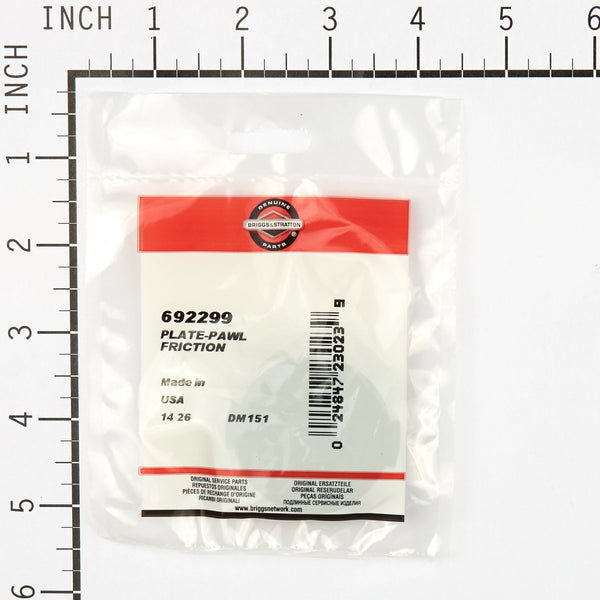 INCH 1 2 3 4 5 6
INCH
1
2
3
4
5
6
GENUINE
BRIGGS&STRATTON
®
PARTS
692299
PLATE-PAWL
FRICTION
Made in
USA
14 26 DM151
0 24847 23023 9
ORIGINAL SERVICE PARTS
REPUESTOS ORIGINALES
PIÈCES DE RECHANGE D'ORIGINE
RICAMBI ORIGINALI
ORIGINAL ERSATZTEILE
ORIGINAL RESERUDELAR
PEÇAS ORIGINAIS
ПОДЛИННЫЕ СЕРВИСНЫЕ ИЗДЕЛИЯ
www.briggsnetwork.com